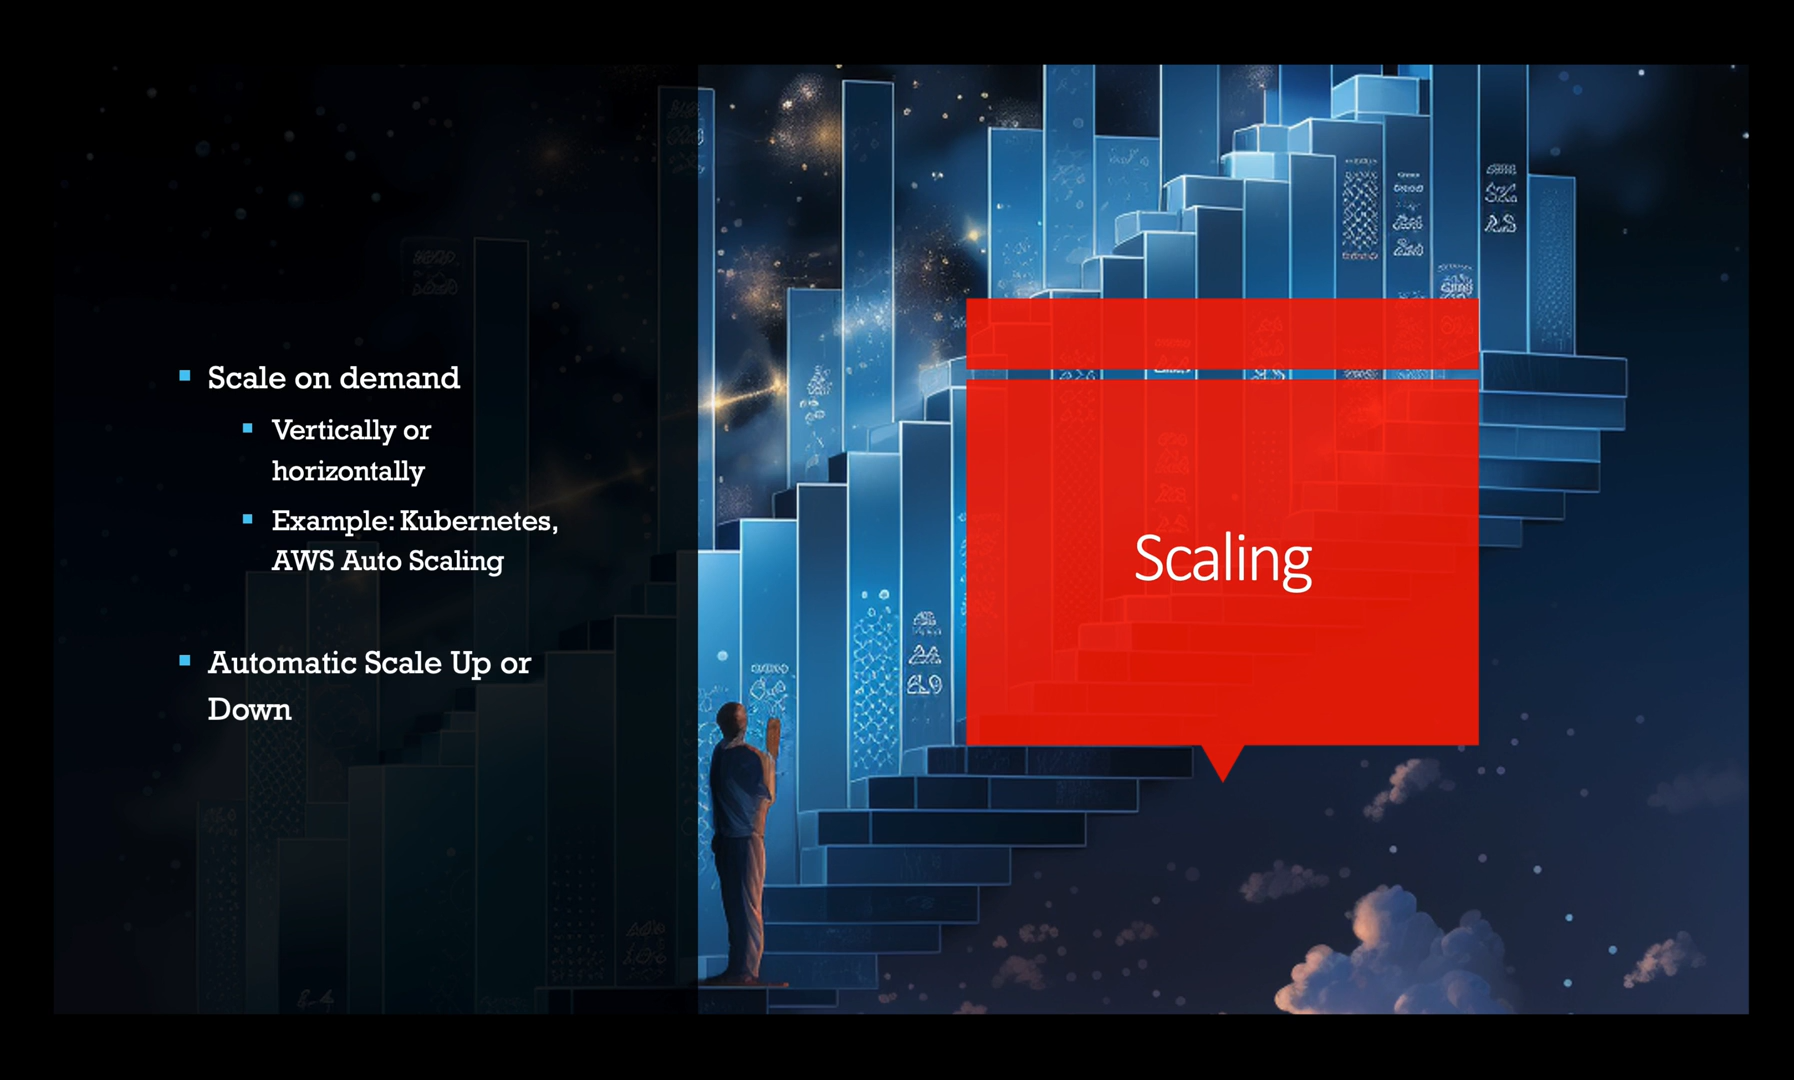 Scale on demand
Vertically or
horizontally
Example: Kubernetes,
AWS Auto Scaling
Automatic Scale Up or
Down
Scaling